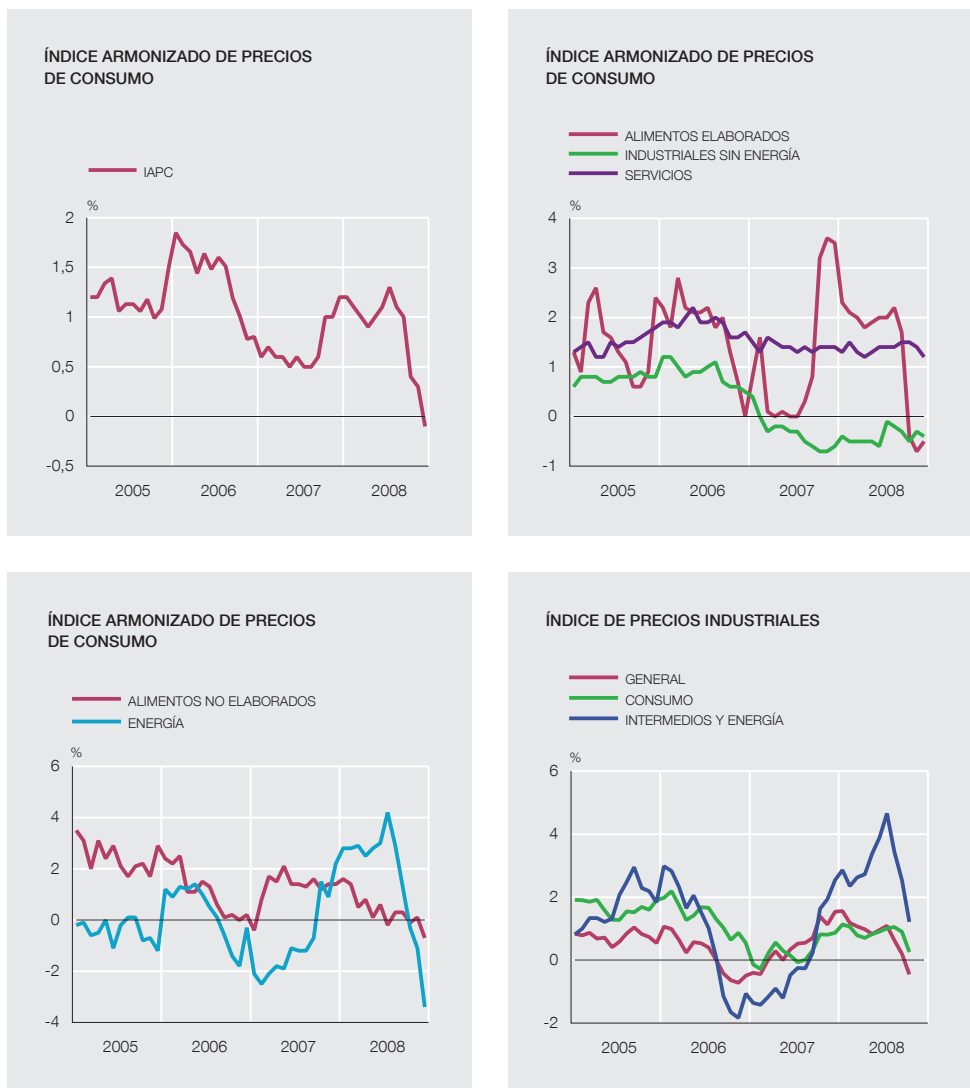 ÍNDICE ARMONIZADO DE PRECIOS
DE CONSUMO
IAPC
%
2
1,5
1
0,5
0
-0,5
2005 2006 2007 2008
ÍNDICE ARMONIZADO DE PRECIOS
DE CONSUMO
ALIMENTOS ELABORADOS
INDUSTRIALES SIN ENERGÍA
SERVICIOS
%
4
3
2
1
0
-1
2005 2006 2007 2008
ÍNDICE ARMONIZADO DE PRECIOS
DE CONSUMO
ALIMENTOS NO ELABORADOS
ENERGÍA
%
6
4
2
0
-2
-4
2005 2006 2007 2008
ÍNDICE DE PRECIOS INDUSTRIALES
GENERAL
CONSUMO
INTERMEDIOS Y ENERGÍA
%
6
4
2
0
-2
2005 2006 2007 2008